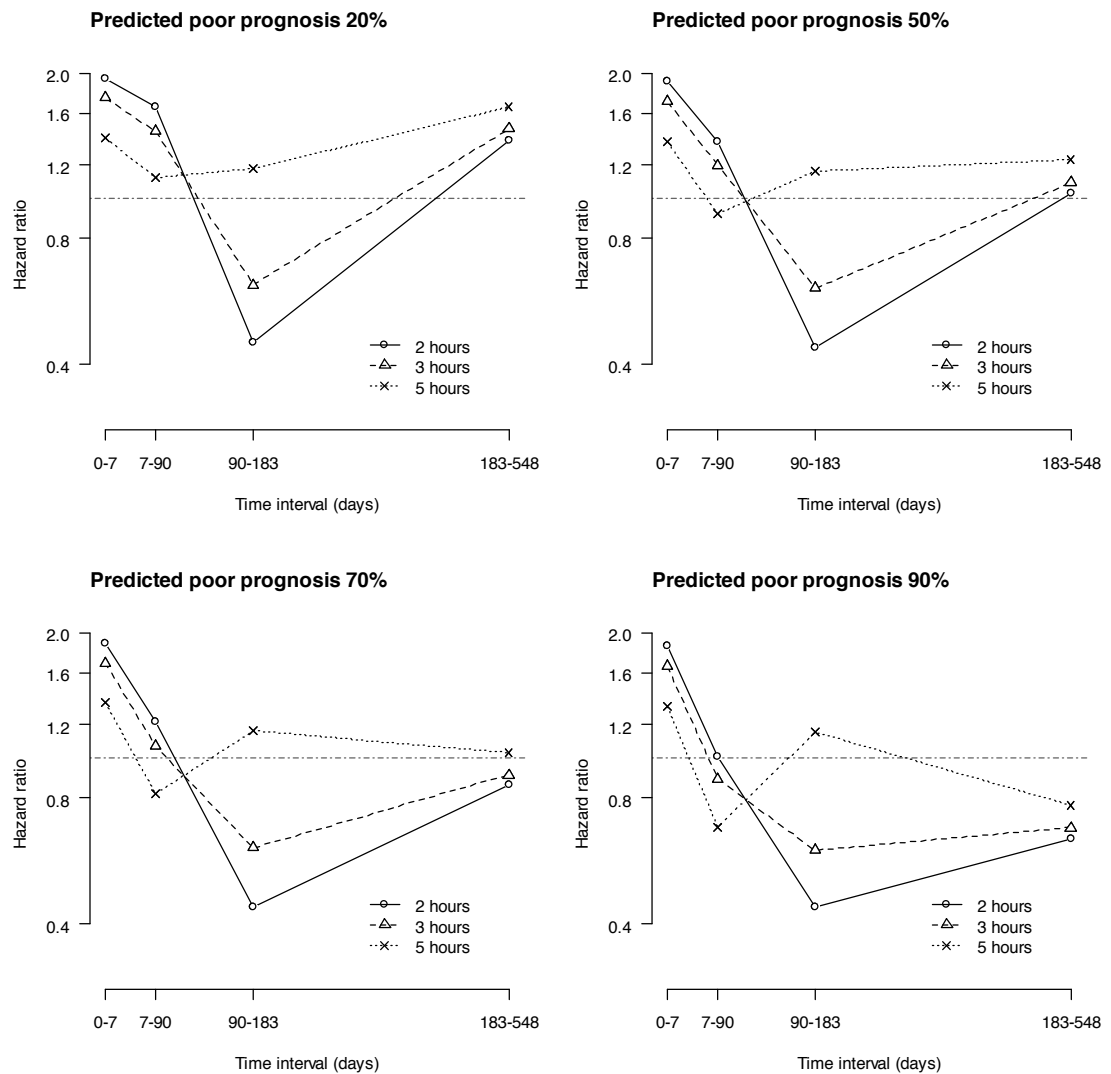 Predicted poor prognosis 20%
2.0
1.6
1.2
0.8
0.4
Hazard ratio
2 hours
3 hours
5 hours
0-7 7-90 90-183 183-548
Time interval (days)
Predicted poor prognosis 50%
2.0
1.6
1.2
0.8
0.4
Hazard ratio
2 hours
3 hours
5 hours
0-7 7-90 90-183 183-548
Time interval (days)
Predicted poor prognosis 70%
2.0
1.6
1.2
0.8
0.4
Hazard ratio
2 hours
3 hours
5 hours
0-7 7-90 90-183 183-548
Time interval (days)
Predicted poor prognosis 90%
2.0
1.6
1.2
0.8
0.4
Hazard ratio
2 hours
3 hours
5 hours
0-7 7-90 90-183 183-548
Time interval (days)